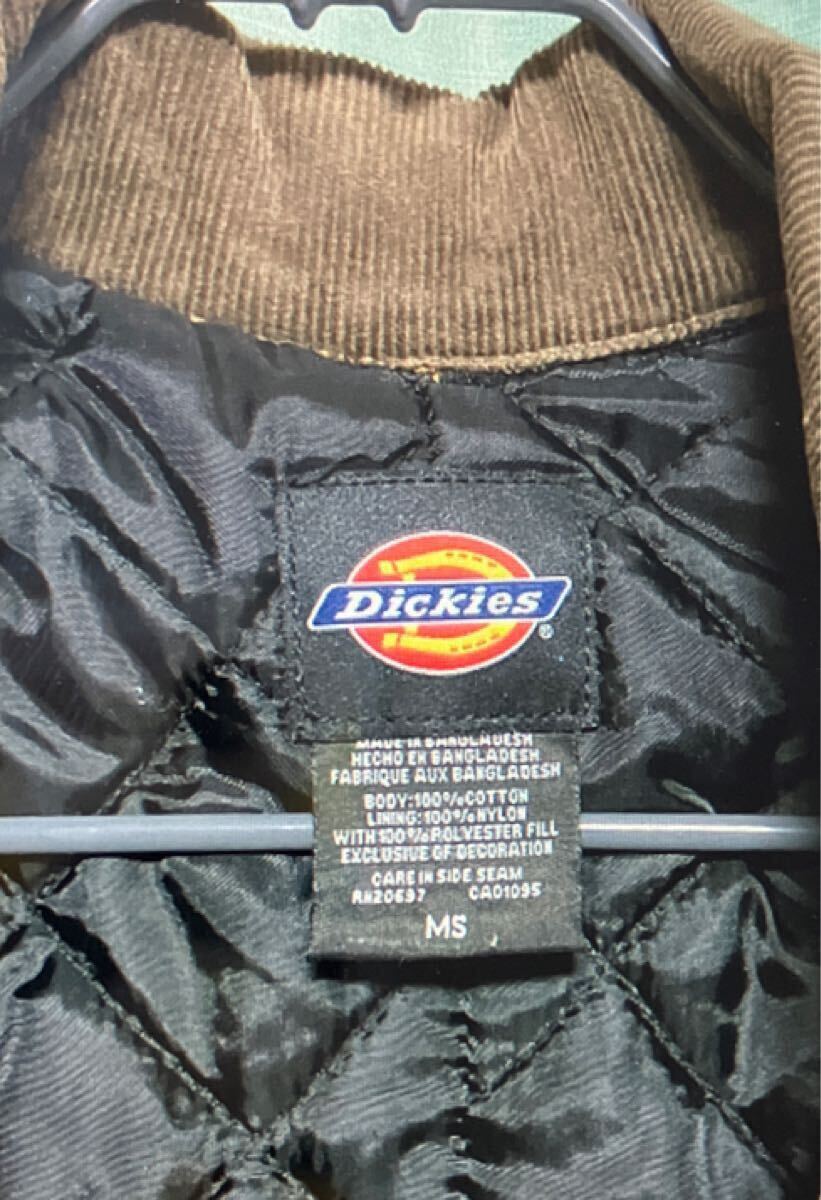 Dickies
®
MADE IN BANGLADESH
HECHO EN BANGLADESH
FABRIQUE AUX BANGLADESH
BODY:100%COTTON
LINING:100%NYLON
WITH 100%POLYESTER FILL
EXCLUSIVE OF DECORATION
CARE IN SIDE SEAM
RN20697 CA01095
MS